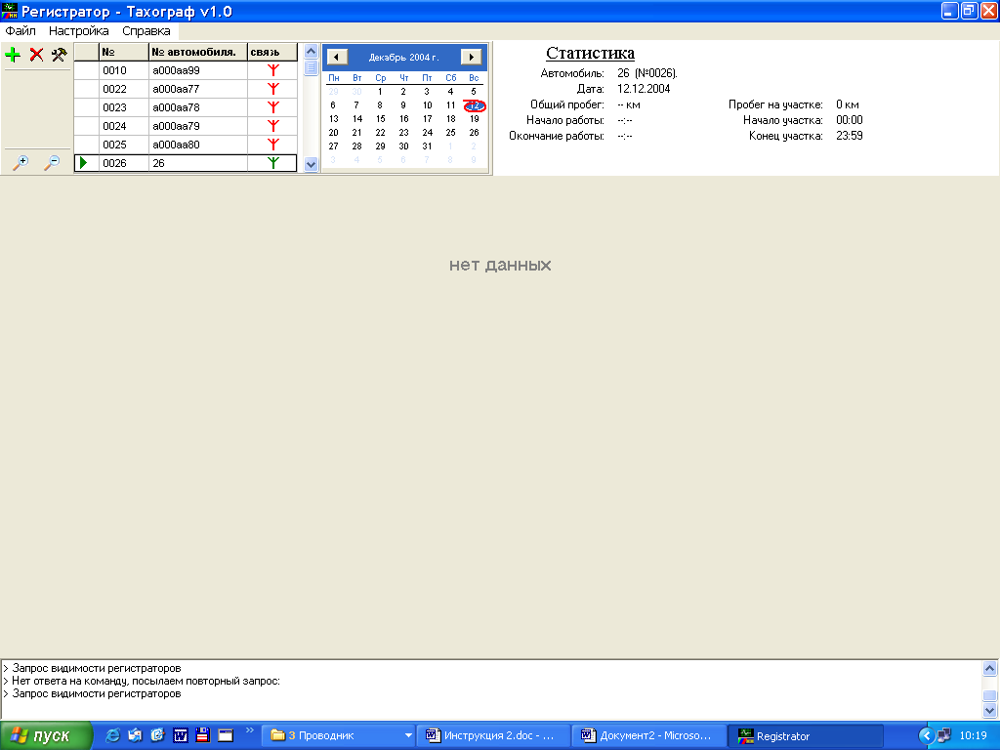 Регистратор - Тахограф v1.0
Файл Настройка Справка
№ № автомобиля. связь
0010 a000aa99
0022 a000aa77
0023 a000aa78
0024 a000aa79
0025 a000aa80
0026 26
Декабрь 2004 г.
Пн Вт Ср Чт Пт Сб Вс
29 30 1 2 3 4 5
6 7 8 9 10 11 12
13 14 15 16 17 18 19
20 21 22 23 24 25 26
27 28 29 30 31 1 2
3 4 5 6 7 8 9
Статистика
Автомобиль: 26 (№0026).
Дата: 12.12.2004
Общий пробег: -- км Пробег на участке: 0 км
Начало работы: --:-- Начало участка: 00:00
Окончание работы: --:-- Конец участка: 23:59
нет данных
> Запрос видимости регистраторов
> Нет ответа на команду, посылаем повторный запрос:
> Запрос видимости регистраторов
пуск 3 Проводник Инструкция 2.doc - ... Документ2 - Microso... Registrator 10:19